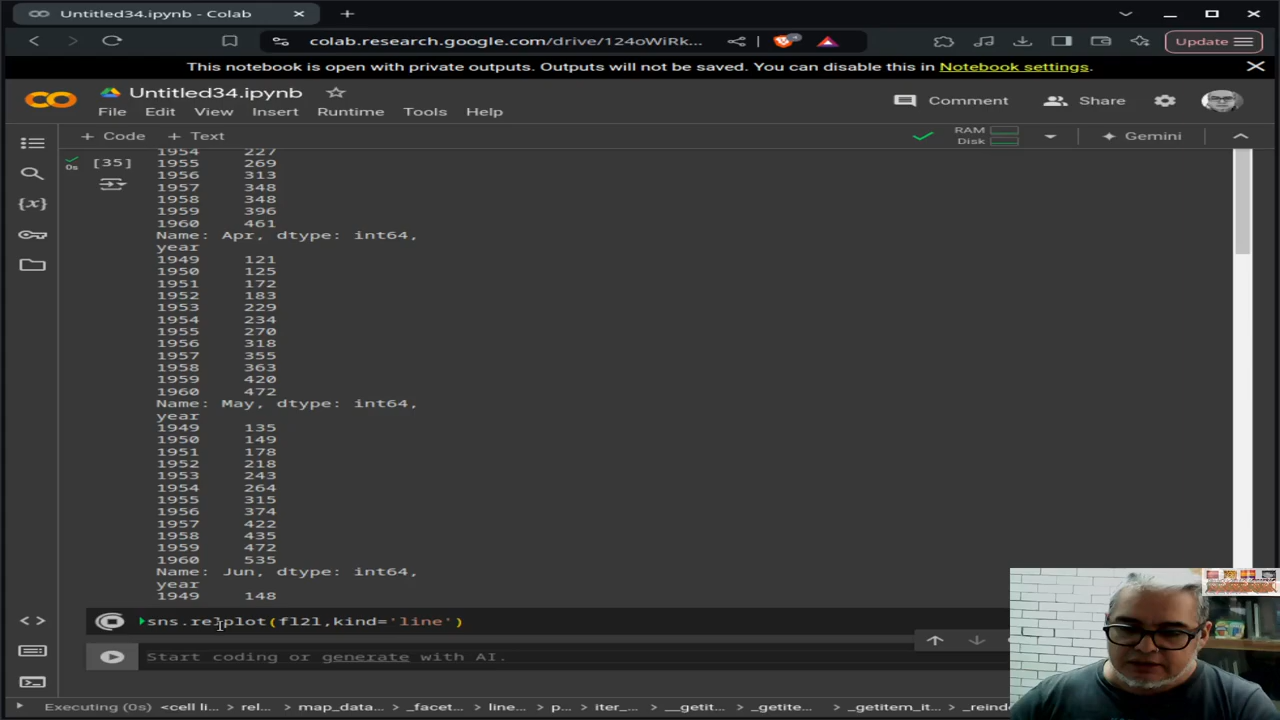 Untitled34.ipynb - Colab
colab.research.google.com/drive/124oWiRk...
Update
This notebook is open with private outputs. Outputs will not be saved. You can disable this in Notebook settings.
Untitled34.ipynb
File Edit View Insert Runtime Tools Help
Comment
Share
+ Code + Text
RAM
Disk
Gemini
[35]
0s
1954 227
1955 269
1956 313
1957 348
1958 348
1959 396
1960 461
Name: Apr, dtype: int64,
year
1949 121
1950 125
1951 172
1952 183
1953 229
1954 234
1955 270
1956 318
1957 355
1958 363
1959 420
1960 472
Name: May, dtype: int64,
year
1949 135
1950 149
1951 178
1952 218
1953 243
1954 264
1955 315
1956 374
1957 422
1958 435
1959 472
1960 535
Name: Jun, dtype: int64,
year
1949 148
sns.relplot(fl2l,kind='line')
Start coding or generate with AI.
Executing (0s) <cell li... > rel... > map_data... > _facet... > line... > p... > iter_... > __getit... > _getite... > _getitem_it... > _reind